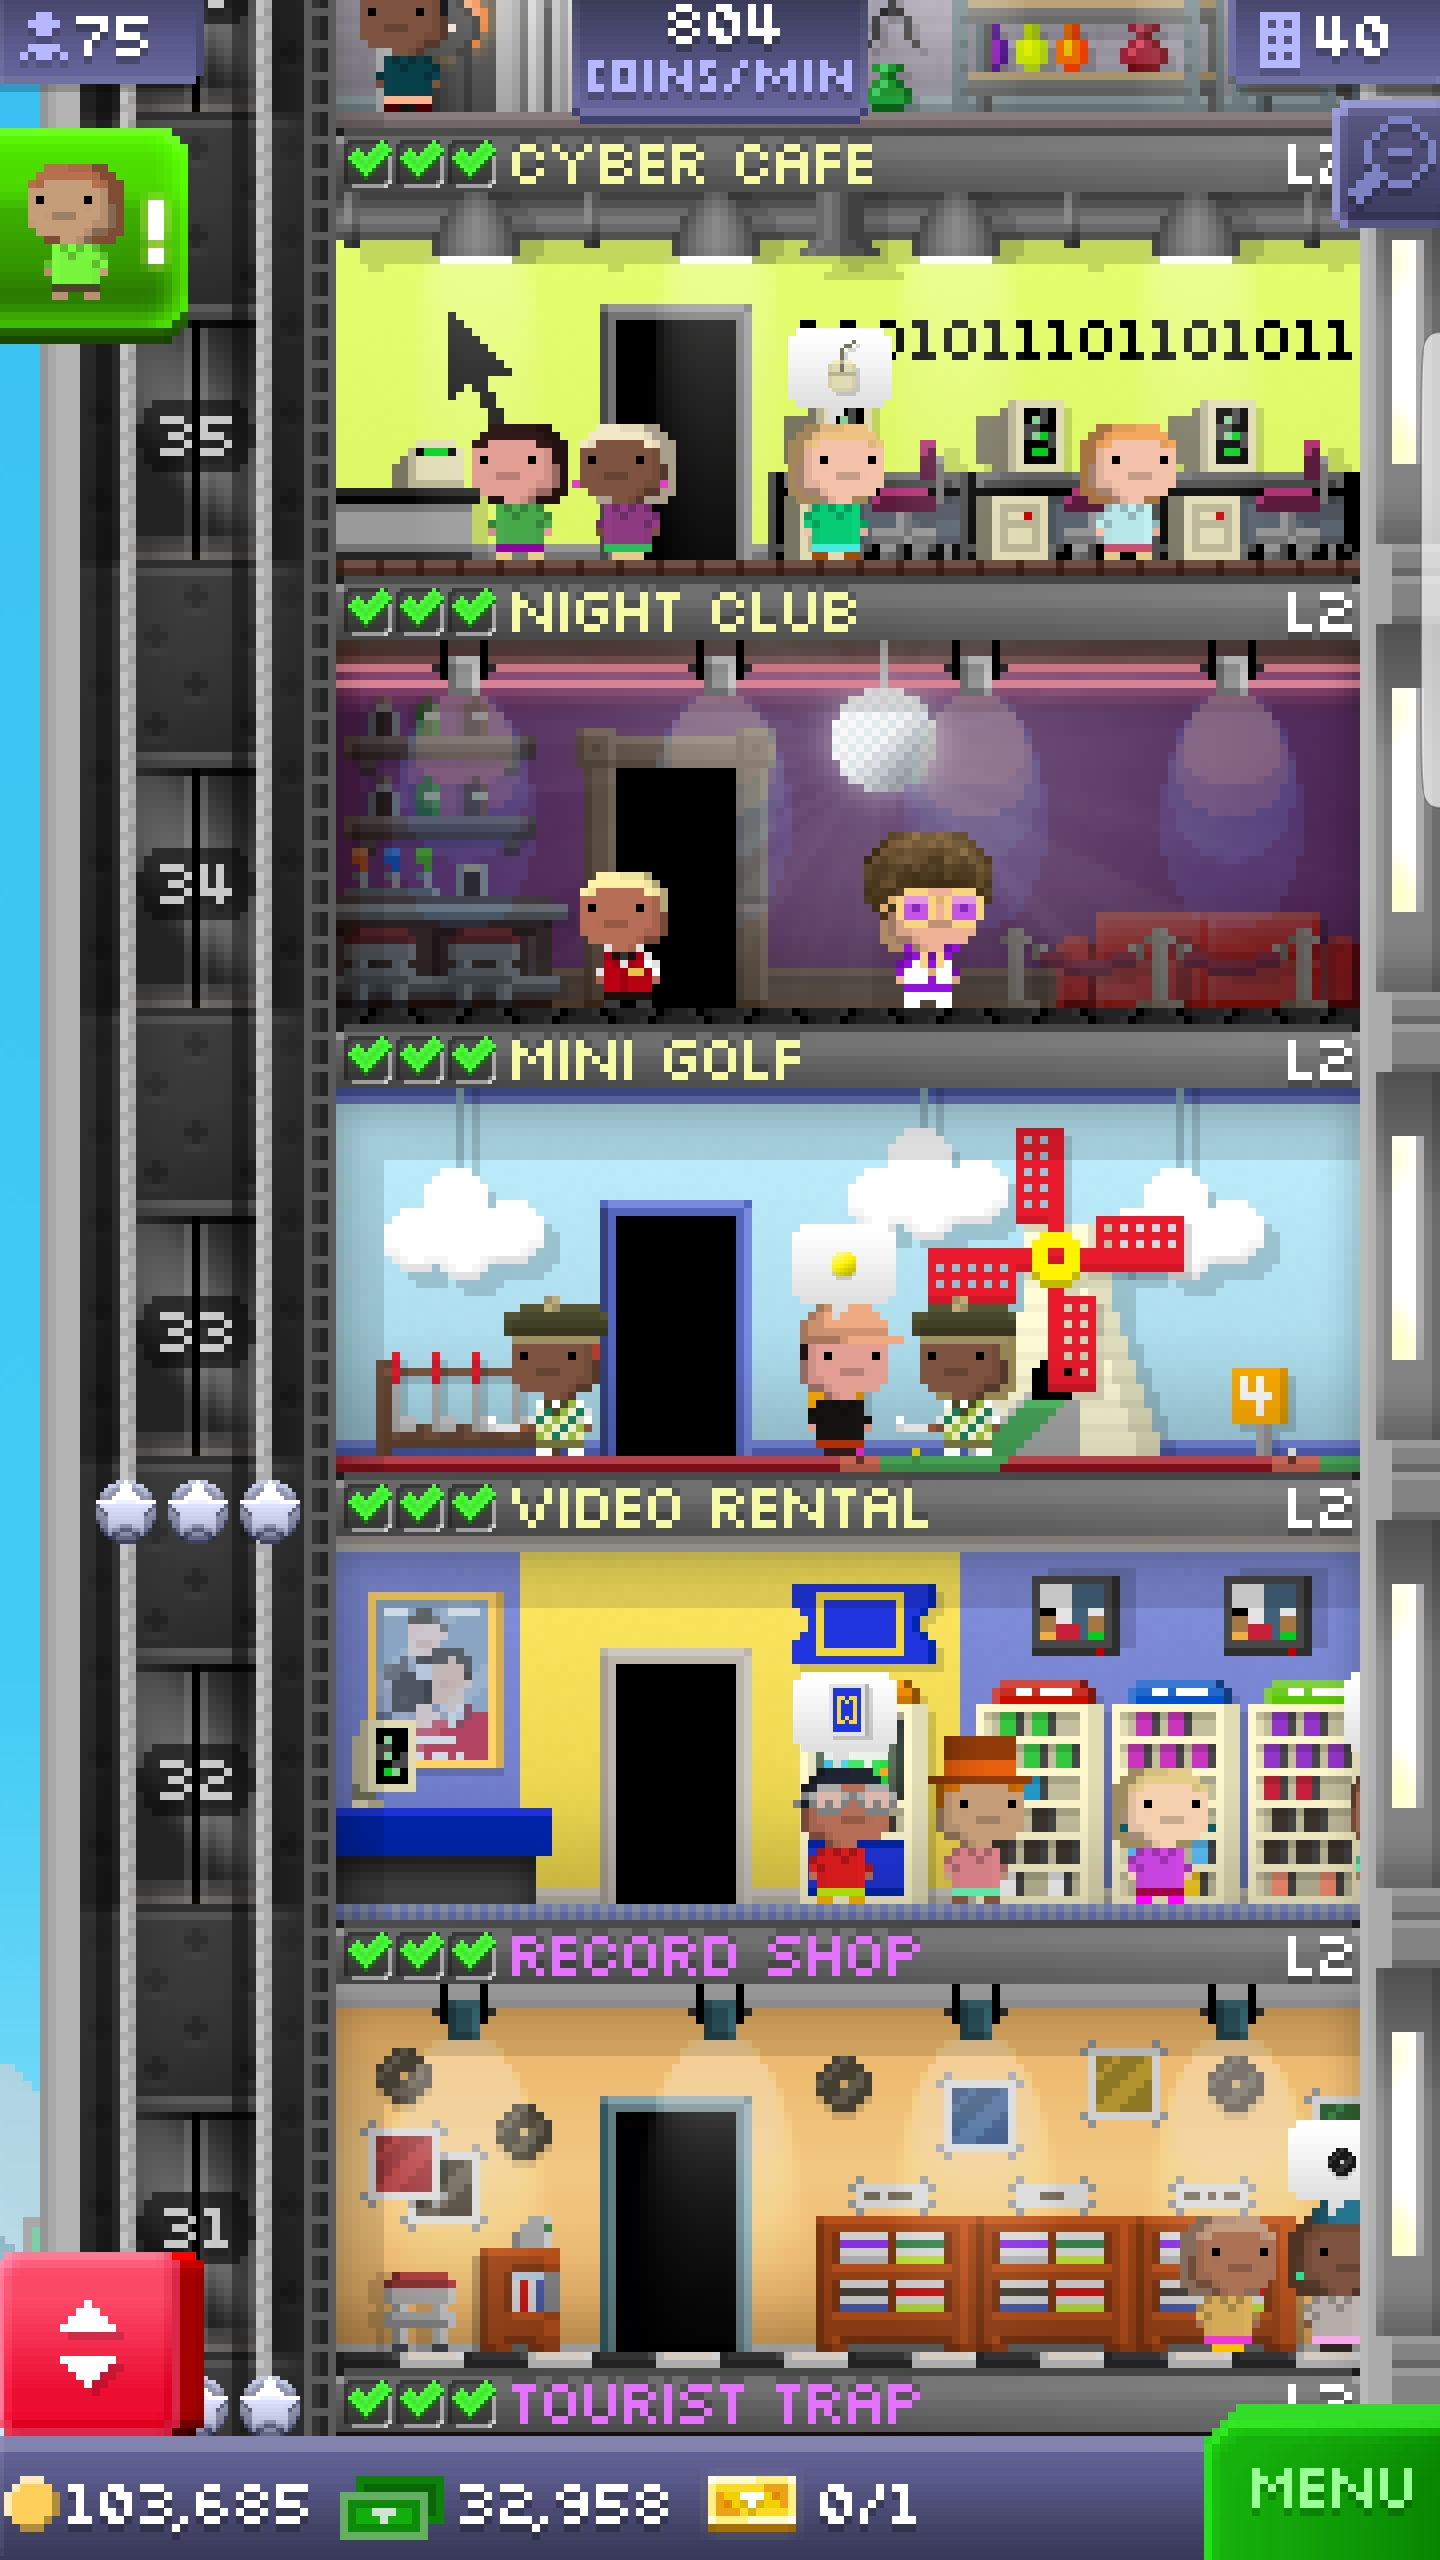 75
804
COINS/MIN
40
CYBER CAFE
!
35
NIGHT CLUB L2
34
MINI GOLF L2
33
4
VIDEO RENTAL L2
32
RECORD SHOP L2
31
TOURIST TRAP
103,685 32,958 0/1
MENU